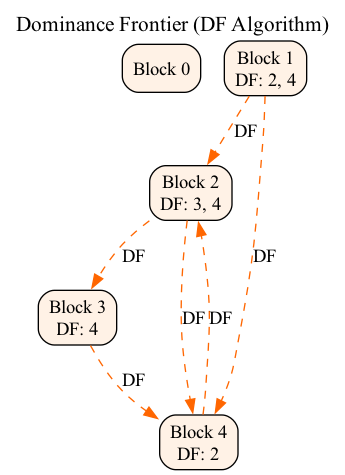 Dominance Frontier (DF Algorithm)
Block 0
Block 1
DF: 2, 4
DF
Block 2
DF: 3, 4
DF
DF
Block 3
DF: 4
DF
DF
DF
Block 4
DF: 2